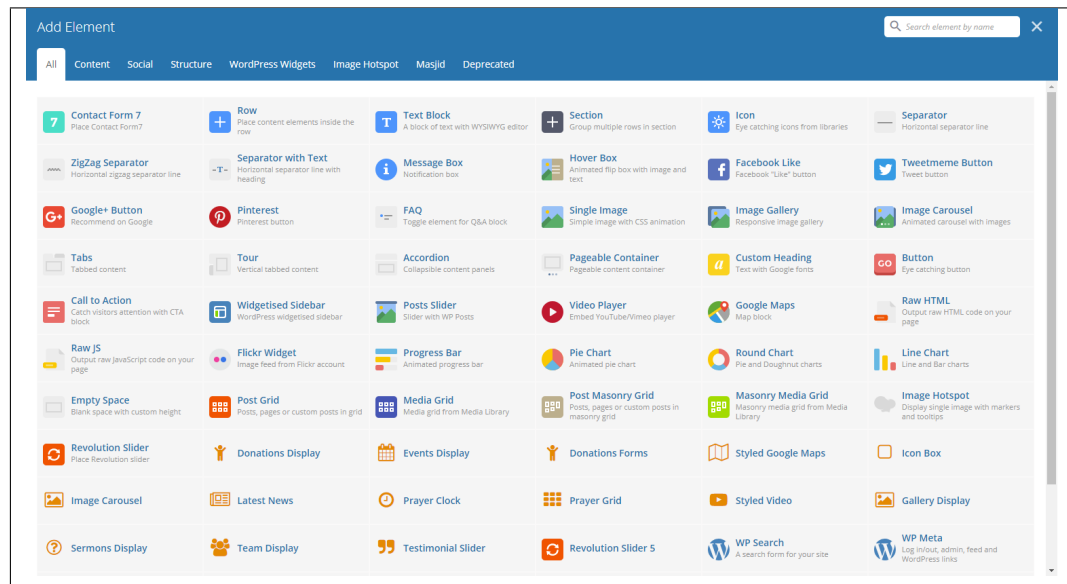 Add Element
Search element by name
All Content Social Structure WordPress Widgets Image Hotspot Masjid Deprecated
7 Contact Form 7
Place Contact Form7
Row
Place content elements inside the
row
T Text Block
A block of text with WYSIWYG editor
Section
Group multiple rows in section
Icon
Eye catching icons from libraries
Separator
Horizontal separator line
ZigZag Separator
Horizontal zigzag separator line
-T- Separator with Text
Horizontal separator line with
heading
i Message Box
Notification box
Hover Box
Animated flip box with image and
text
f Facebook Like
Facebook "Like" button
Tweetmeme Button
Tweet button
G+ Google+ Button
Recommend on Google
Pinterest
Pinterest button
FAQ
Toggle element for Q&A block
Single Image
Simple image with CSS animation
Image Gallery
Responsive image gallery
Image Carousel
Animated carousel with images
Tabs
Tabbed content
Tour
Vertical tabbed content
Accordion
Collapsible content panels
Pageable Container
Pageable content container
a Custom Heading
Text with Google fonts
GO Button
Eye catching button
Call to Action
Catch visitors attention with CTA
block
Widgetised Sidebar
WordPress widgetised sidebar
Posts Slider
Slider with WP Posts
Video Player
Embed YouTube/Vimeo player
Google Maps
Map block
Raw HTML
Output raw HTML code on your
page
Raw JS
Output raw JavaScript code on your
page
Flickr Widget
Image feed from Flickr account
Progress Bar
Animated progress bar
Pie Chart
Animated pie chart
Round Chart
Pie and Doughnut charts
Line Chart
Line and Bar charts
Empty Space
Blank space with custom height
Post Grid
Posts, pages or custom posts in grid
Media Grid
Media grid from Media Library
Post Masonry Grid
Posts, pages or custom posts in
masonry grid
Masonry Media Grid
Masonry media grid from Media
Library
Image Hotspot
Display single image with markers
and tooltips
Revolution Slider
Place Revolution slider
Donations Display
Events Display
Donations Forms
Styled Google Maps
Icon Box
Image Carousel
Latest News
Prayer Clock
Prayer Grid
Styled Video
Gallery Display
? Sermons Display
Team Display
Testimonial Slider
Revolution Slider 5
WP Search
A search form for your site
WP Meta
Log in/out, admin, feed and
WordPress links